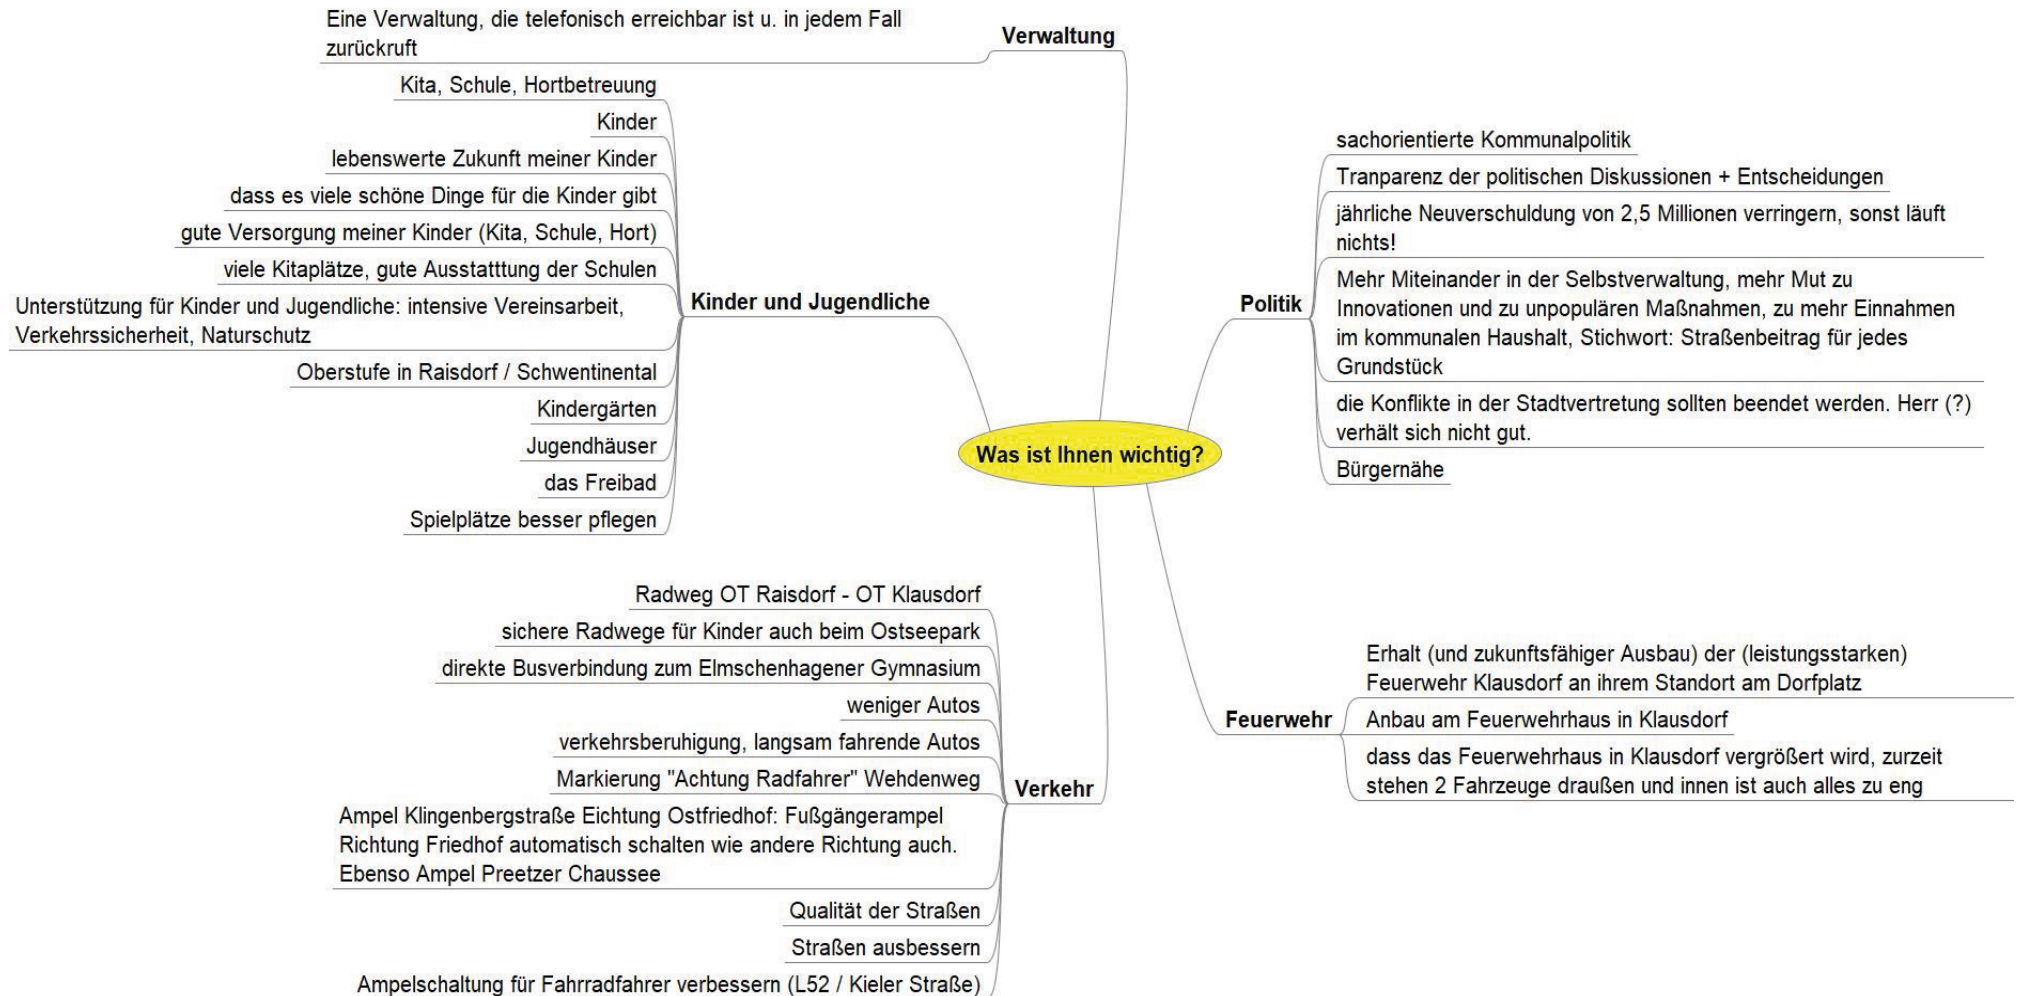 Eine Verwaltung, die telefonisch erreichbar ist u. in jedem Fall
zurückruft
Verwaltung
Kita, Schule, Hortbetreuung
Kinder
lebenswerte Zukunft meiner Kinder
dass es viele schöne Dinge für die Kinder gibt
gute Versorgung meiner Kinder (Kita, Schule, Hort)
viele Kitaplätze, gute Ausstatttung der Schulen
Unterstützung für Kinder und Jugendliche: intensive Vereinsarbeit,
Verkehrssicherheit, Naturschutz
Oberstufe in Raisdorf / Schwentinental
Kindergärten
Jugendhäuser
das Freibad
Spielplätze besser pflegen
Kinder und Jugendliche
Was ist Ihnen wichtig?
Politik
sachorientierte Kommunalpolitik
Tranparenz der politischen Diskussionen + Entscheidungen
jährliche Neuverschuldung von 2,5 Millionen verringern, sonst läuft
nichts!
Mehr Miteinander in der Selbstverwaltung, mehr Mut zu
Innovationen und zu unpopulären Maßnahmen, zu mehr Einnahmen
im kommunalen Haushalt, Stichwort: Straßenbeitrag für jedes
Grundstück
die Konflikte in der Stadtvertretung sollten beendet werden. Herr (?)
verhält sich nicht gut.
Bürgernähe
Radweg OT Raisdorf - OT Klausdorf
sichere Radwege für Kinder auch beim Ostseepark
direkte Busverbindung zum Elmschenhagener Gymnasium
weniger Autos
verkehrsberuhigung, langsam fahrende Autos
Markierung "Achtung Radfahrer" Wehdenweg
Ampel Klingenbergstraße Eichtung Ostfriedhof: Fußgängerampel
Richtung Friedhof automatisch schalten wie andere Richtung auch.
Ebenso Ampel Preetzer Chaussee
Qualität der Straßen
Straßen ausbessern
Ampelschaltung für Fahrradfahrer verbessern (L52 / Kieler Straße)
Verkehr
Feuerwehr
Erhalt (und zukunftsfähiger Ausbau) der (leistungsstarken)
Feuerwehr Klausdorf an ihrem Standort am Dorfplatz
Anbau am Feuerwehrhaus in Klausdorf
dass das Feuerwehrhaus in Klausdorf vergrößert wird, zurzeit
stehen 2 Fahrzeuge draußen und innen ist auch alles zu eng